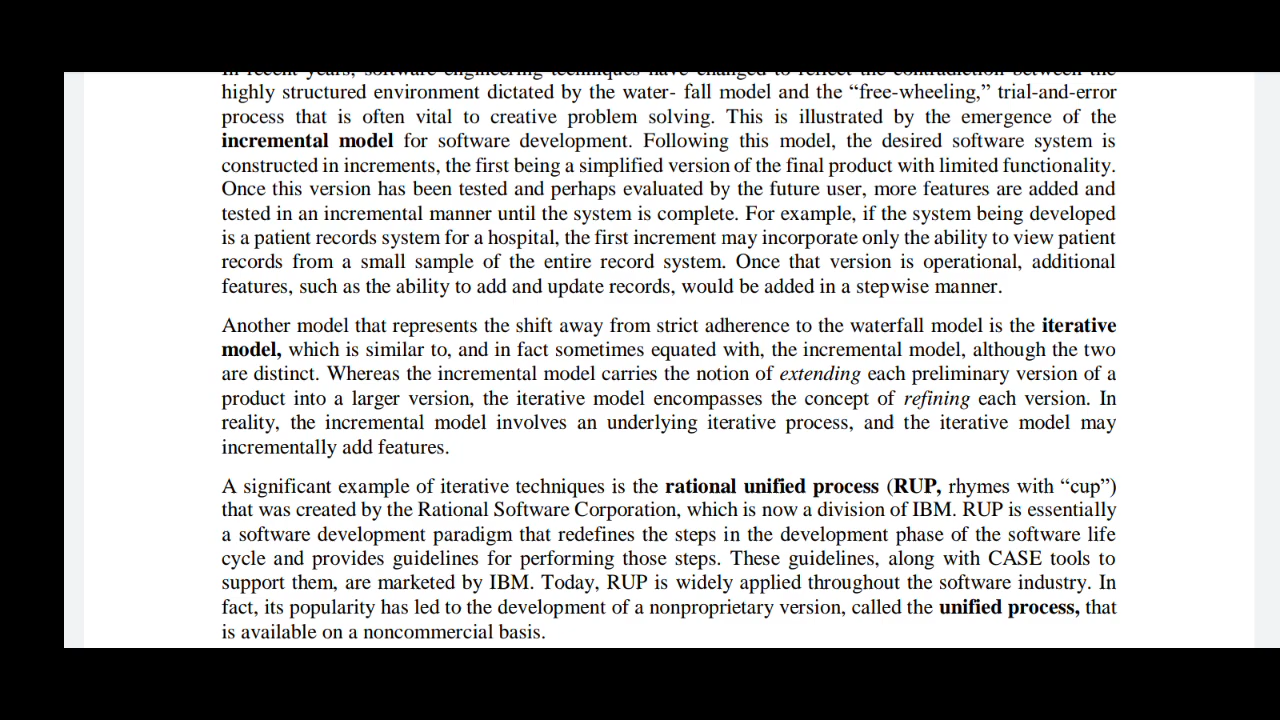 In recent years, software engineering techniques have changed to reflect the contradiction between the
highly structured environment dictated by the water- fall model and the “free-wheeling,” trial-and-error
process that is often vital to creative problem solving. This is illustrated by the emergence of the
incremental model for software development. Following this model, the desired software system is
constructed in increments, the first being a simplified version of the final product with limited functionality.
Once this version has been tested and perhaps evaluated by the future user, more features are added and
tested in an incremental manner until the system is complete. For example, if the system being developed
is a patient records system for a hospital, the first increment may incorporate only the ability to view patient
records from a small sample of the entire record system. Once that version is operational, additional
features, such as the ability to add and update records, would be added in a stepwise manner.
Another model that represents the shift away from strict adherence to the waterfall model is the iterative
model, which is similar to, and in fact sometimes equated with, the incremental model, although the two
are distinct. Whereas the incremental model carries the notion of extending each preliminary version of a
product into a larger version, the iterative model encompasses the concept of refining each version. In
reality, the incremental model involves an underlying iterative process, and the iterative model may
incrementally add features.
A significant example of iterative techniques is the rational unified process (RUP, rhymes with “cup”)
that was created by the Rational Software Corporation, which is now a division of IBM. RUP is essentially
a software development paradigm that redefines the steps in the development phase of the software life
cycle and provides guidelines for performing those steps. These guidelines, along with CASE tools to
support them, are marketed by IBM. Today, RUP is widely applied throughout the software industry. In
fact, its popularity has led to the development of a nonproprietary version, called the unified process, that
is available on a noncommercial basis.